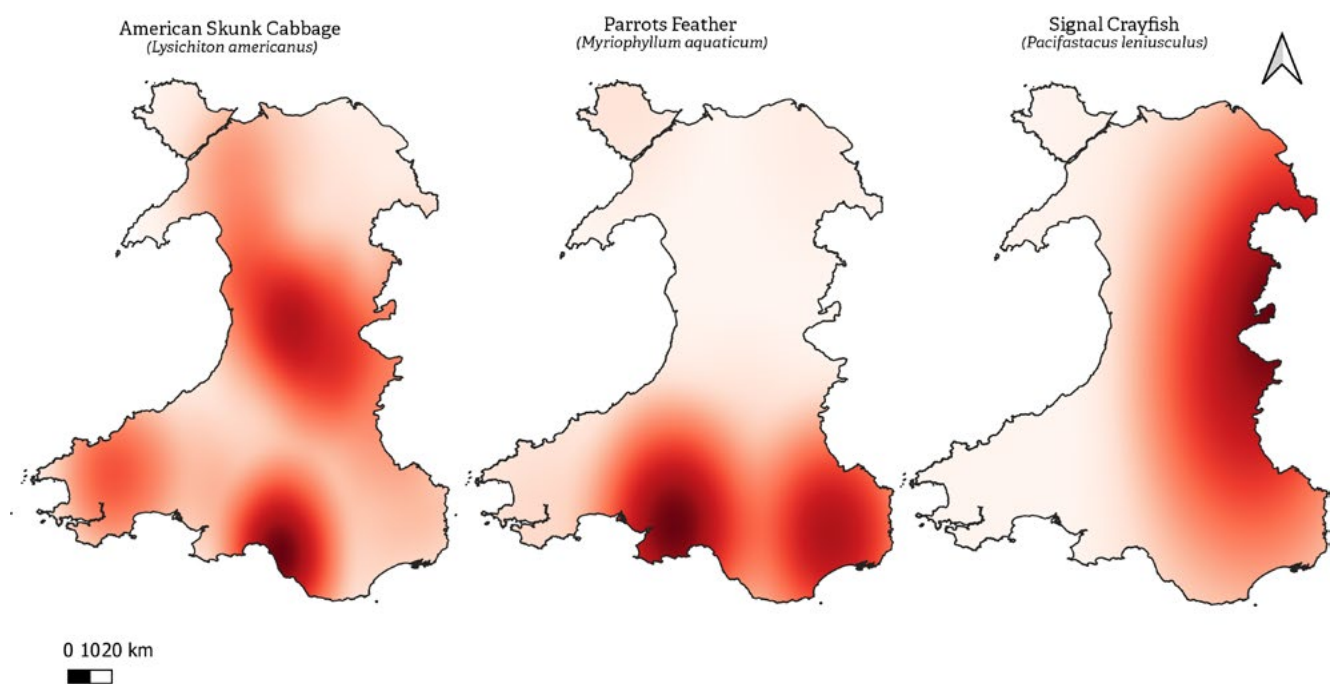 American Skunk Cabbage
(Lysichiton americanus)
Parrots Feather
(Myriophyllum aquaticum)
Signal Crayfish
(Pacifastacus leniusculus)
0 1020 km